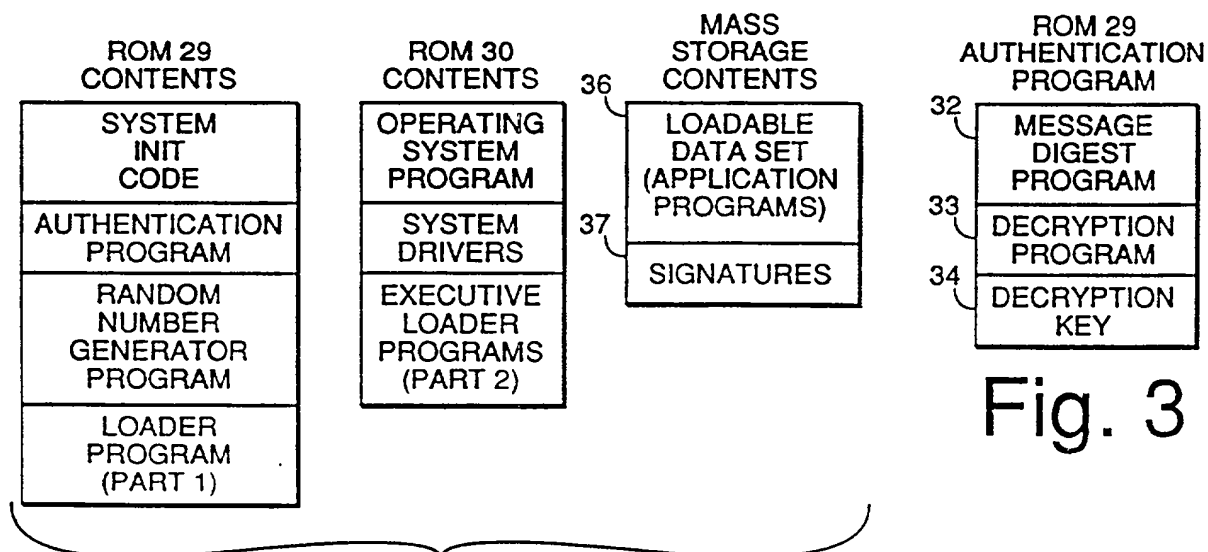 ROM 29
CONTENTS
SYSTEM
INIT
CODE
AUTHENTICATION
PROGRAM
RANDOM
NUMBER
GENERATOR
PROGRAM
LOADER
PROGRAM
(PART 1)
ROM 30
CONTENTS
OPERATING
SYSTEM
PROGRAM
SYSTEM
DRIVERS
EXECUTIVE
LOADER
PROGRAMS
(PART 2)
MASS
STORAGE
CONTENTS
36
LOADABLE
DATA SET
(APPLICATION
PROGRAMS)
37
SIGNATURES
ROM 29
AUTHENTICATION
PROGRAM
32
MESSAGE
DIGEST
PROGRAM
33
DECRYPTION
PROGRAM
34
DECRYPTION
KEY
Fig. 3